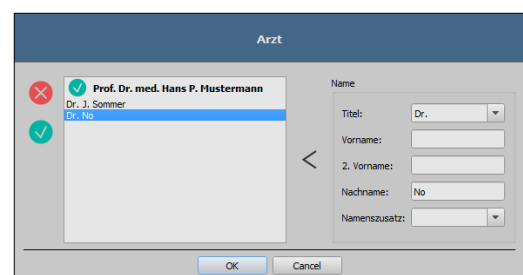 Arzt
Prof. Dr. med. Hans P. Mustermann
Dr. J. Sommer
Dr. No
<
Name
Titel: Dr.
Vorname:
2. Vorname:
Nachname: No
Namenszusatz:
OK Cancel